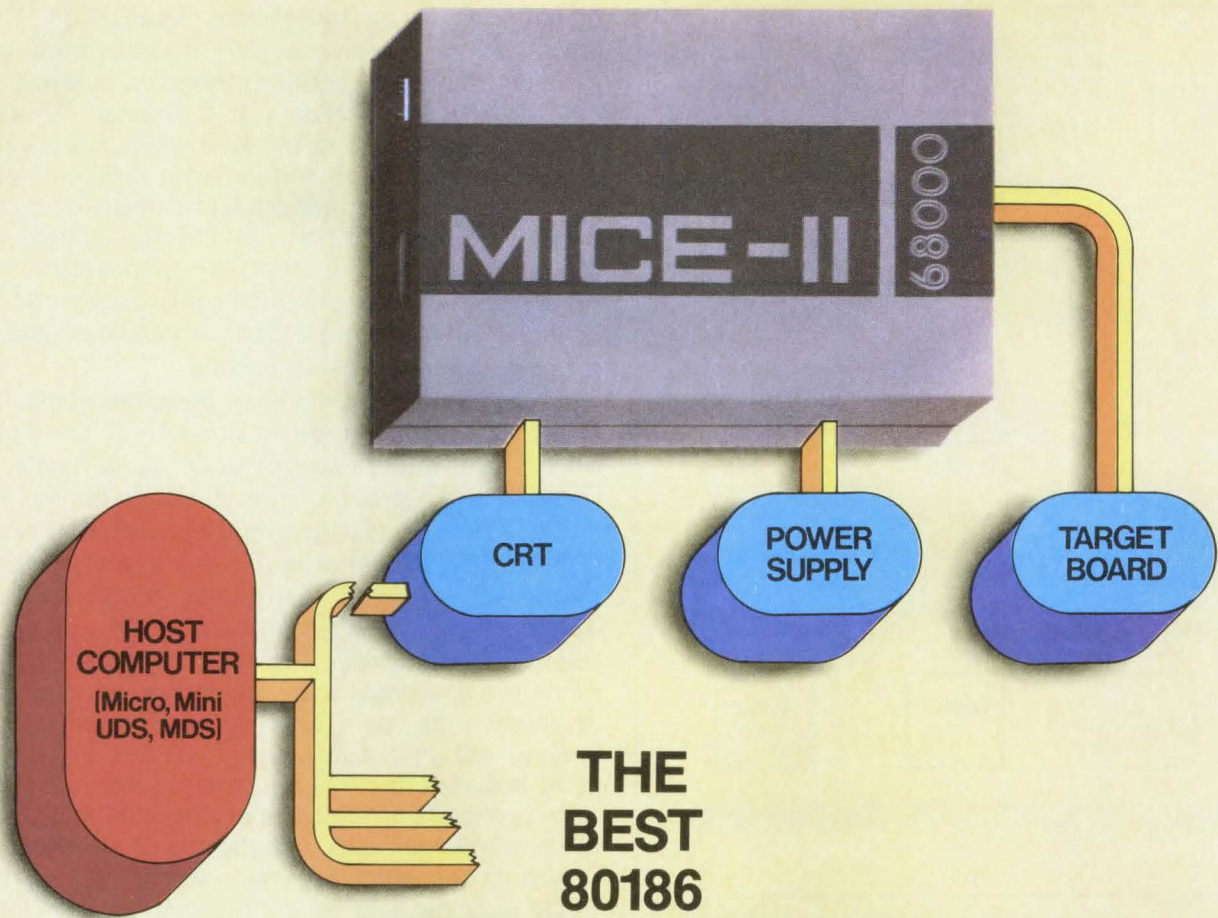 MICE-II
68000
CRT
POWER
SUPPLY
TARGET
BOARD
HOST
COMPUTER
(Micro, Mini
UDS, MDS)
THE
BEST
80186